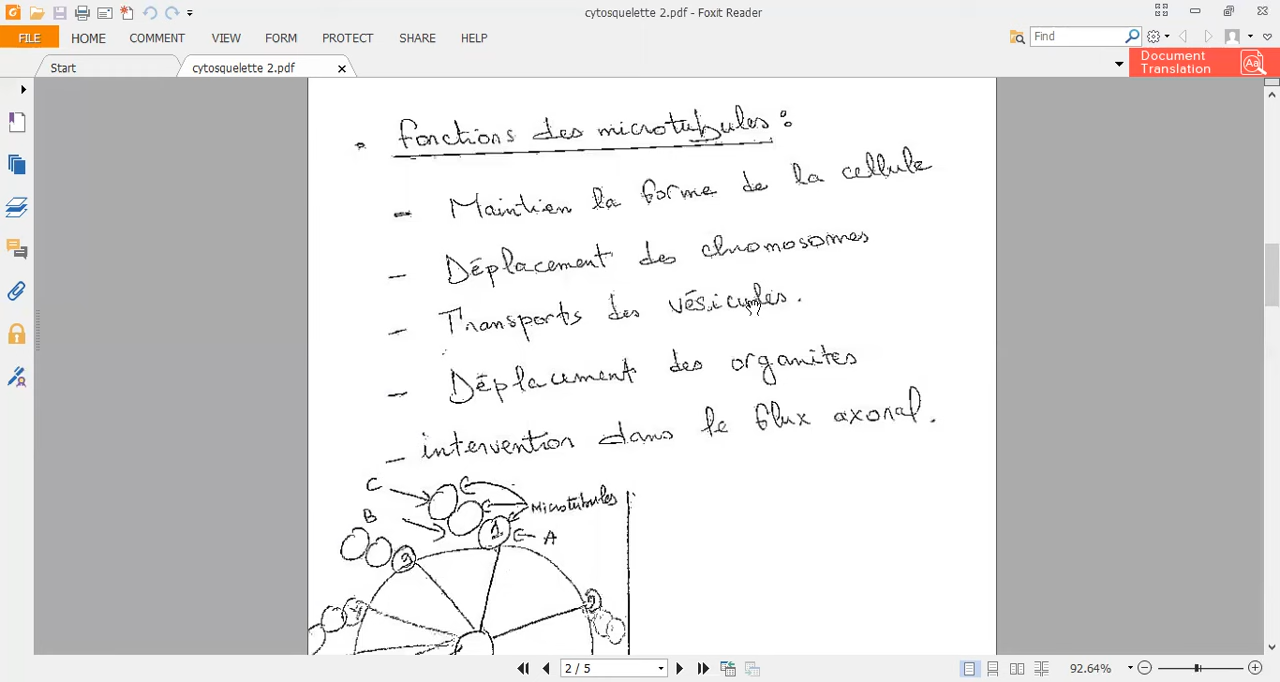 cytosquelette 2.pdf - Foxit Reader
FILE HOME COMMENT VIEW FORM PROTECT SHARE HELP
Find
Start
cytosquelette 2.pdf
Document
Translation
Aa
• Fonctions des microtubules :
- Maintien la forme de la cellule
- Déplacement des chromosomes
- Transports des vésicules.
- Déplacement des organites
- intervention dans le flux axonal.
C
Microtubules
B
1
A
2 / 5
92.64%